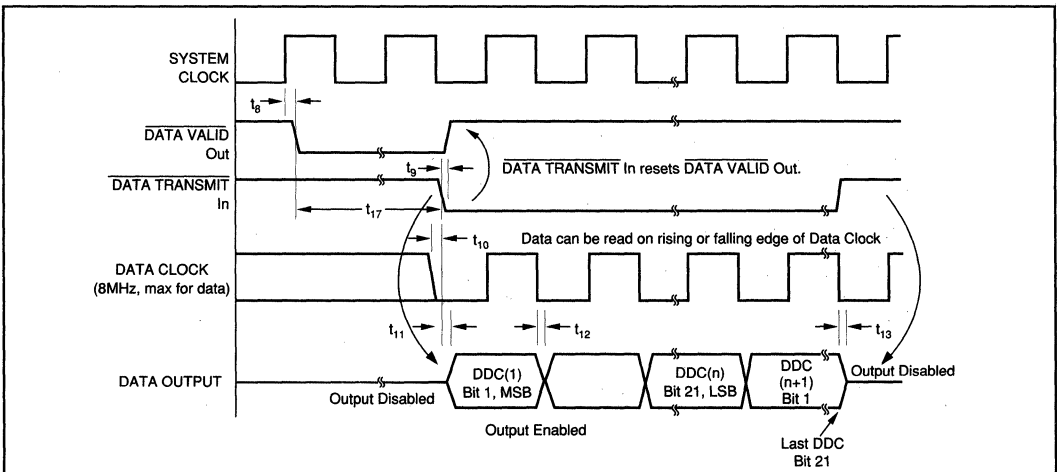 SYSTEM
CLOCK
t8
DATA VALID
Out
t9
DATA TRANSMIT In resets DATA VALID Out.
DATA TRANSMIT
In
t17
t10
Data can be read on rising or falling edge of Data Clock
DATA CLOCK
(8MHz, max for data)
t11
t12
t13
DATA OUTPUT
Output Disabled
DDC(1)
Bit 1, MSB
DDC(n)
Bit 21, LSB
DDC
(n+1)
Bit 1
Output Disabled
Output Enabled
Last DDC
Bit 21